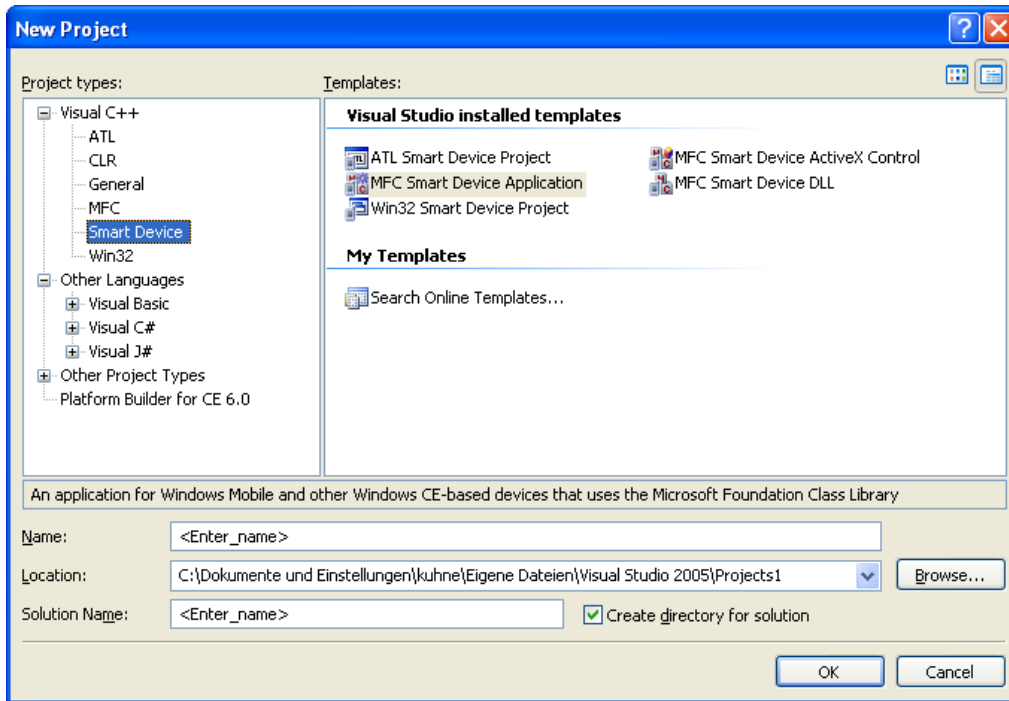 New Project
Project types:
Templates:
Visual C++
ATL
CLR
General
MFC
Smart Device
Win32
Other Languages
Visual Basic
Visual C#
Visual J#
Other Project Types
Platform Builder for CE 6.0
Visual Studio installed templates
ATL Smart Device Project
MFC Smart Device ActiveX Control
MFC Smart Device Application
MFC Smart Device DLL
Win32 Smart Device Project
My Templates
Search Online Templates...
An application for Windows Mobile and other Windows CE-based devices that uses the Microsoft Foundation Class Library
Name:
<Enter_name>
Location:
C:\Dokumente und Einstellungen\kuhne\Eigene Dateien\Visual Studio 2005\Projects1
Browse...
Solution Name:
<Enter_name>
Create directory for solution
OK
Cancel